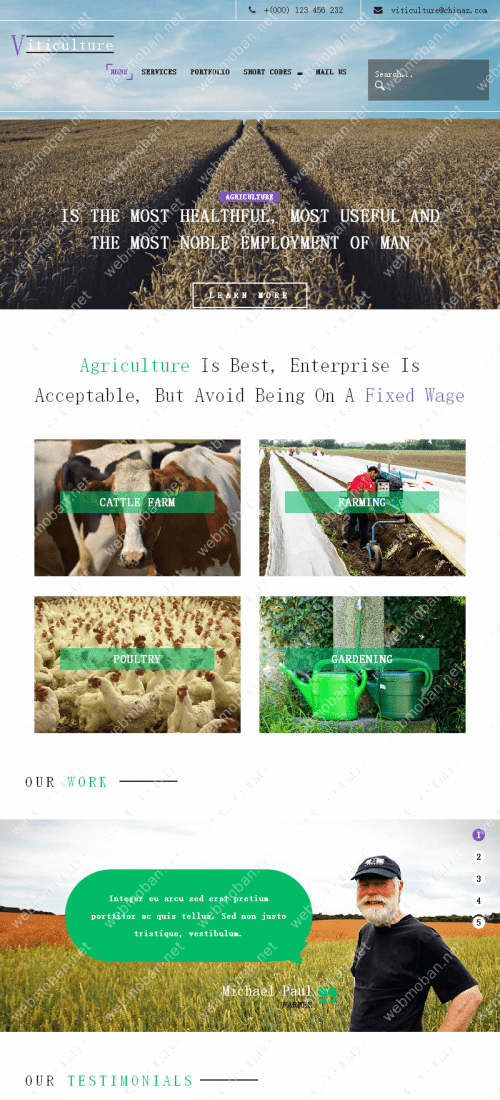 +(000) 123 456 232
viticulture@chinaz.com
Viticulture
HOME SERVICES PORTFOLIO SHORT CODES MAIL US
Search...
AGRICULTURE
IS THE MOST HEALTHFUL, MOST USEFUL AND
THE MOST NOBLE EMPLOYMENT OF MAN
LEARN MORE
Agriculture Is Best, Enterprise Is
Acceptable, But Avoid Being On A Fixed Wage
CATTLE FARM
FARMING
POULTRY
GARDENING
OUR WORK
1
2
3
4
5
Integer eu arcu sed erat pretium
porttitor ac quis tellus. Sed non justo
tristique, vestibulum.
Michael Paul
FARMER
OUR TESTIMONIALS
webmoban.net